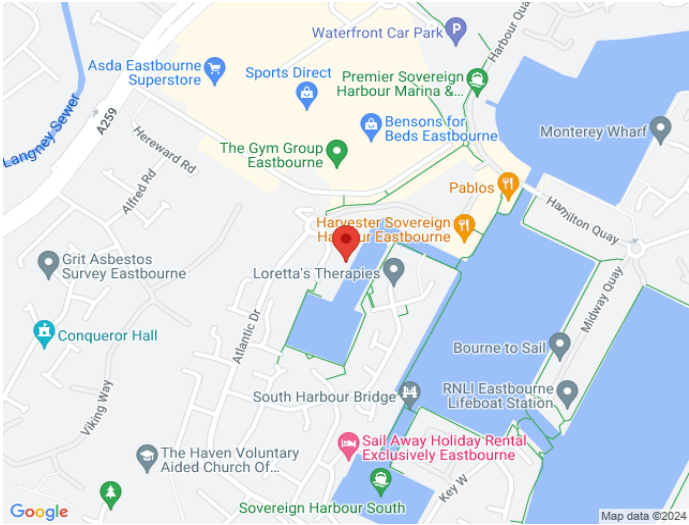 Waterfront Car Park
P
Harbour Qua
Asda Eastbourne
Superstore
Sports Direct
Premier Sovereign
Harbour Marina &...
A259
Langney Sewer
Bensons for
Beds Eastbourne
Monterey Wharf
Hereward Rd
The Gym Group
Eastbourne
Alfred Rd
Pablos
Hamilton Quay
Harvester Sovereign
Harbour Eastbourne
Grit Asbestos
Survey Eastbourne
Loretta's Therapies
Midway Quay
Atlantic Dr
Conqueror Hall
Bourne to Sail
Viking Way
South Harbour Bridge
RNLI Eastbourne
Lifeboat Station
The Haven Voluntary
Aided Church Of...
Sail Away Holiday Rental
Exclusively Eastbourne
Key W
Sovereign Harbour South
Google
Map data ©2024